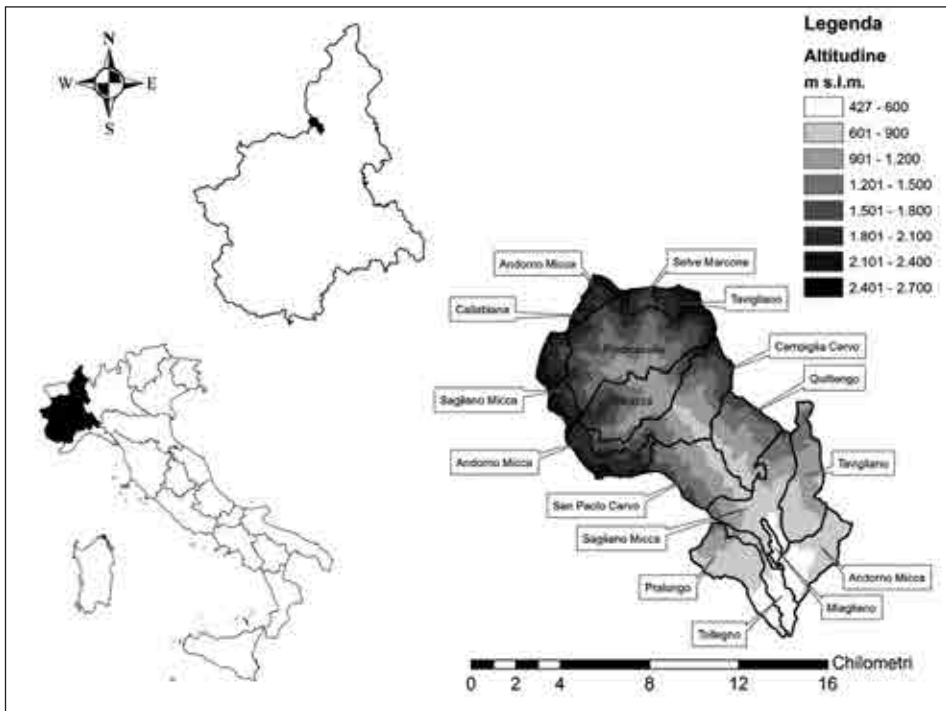 N
W E
S
Legenda
Altitudine
m s.l.m.
427 - 600
601 - 900
901 - 1.200
1.201 - 1.500
1.501 - 1.800
1.801 - 2.100
2.101 - 2.400
2.401 - 2.700
Andorno Micca
Selve Marcone
Callabiana
Tavigliano
Piedicavallo
Campiglia Cervo
Rosazza
Quittengo
Sagliano Micca
Andorno Micca
Tavigliano
San Paolo Cervo
Sagliano Micca
Andorno Micca
Pralungo
Miagliano
Tollegno
Chilometri
0 2 4 8 12 16